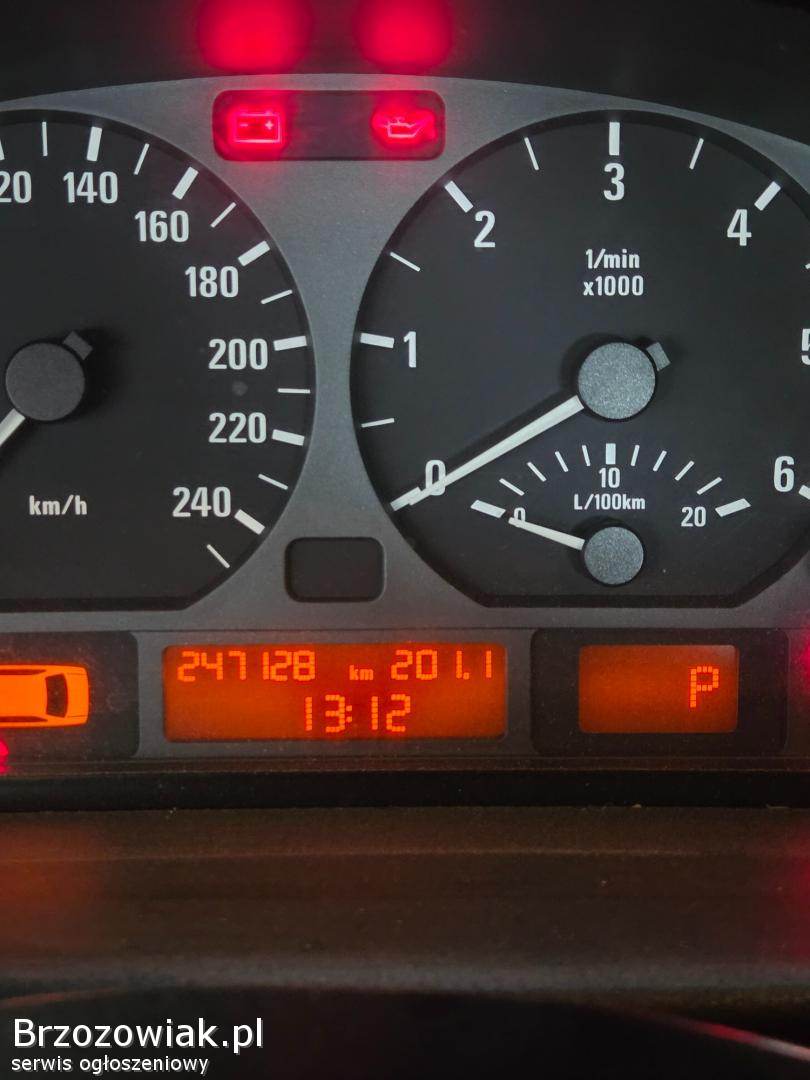 20 140 160 180 200 220 240
km/h
0 1 2 3 4 5 6
1/min
x1000
0 10 20
L/100km
247128 km 201.1
13:12
P
Brzozowiak.pl
serwis ogłoszeniowy